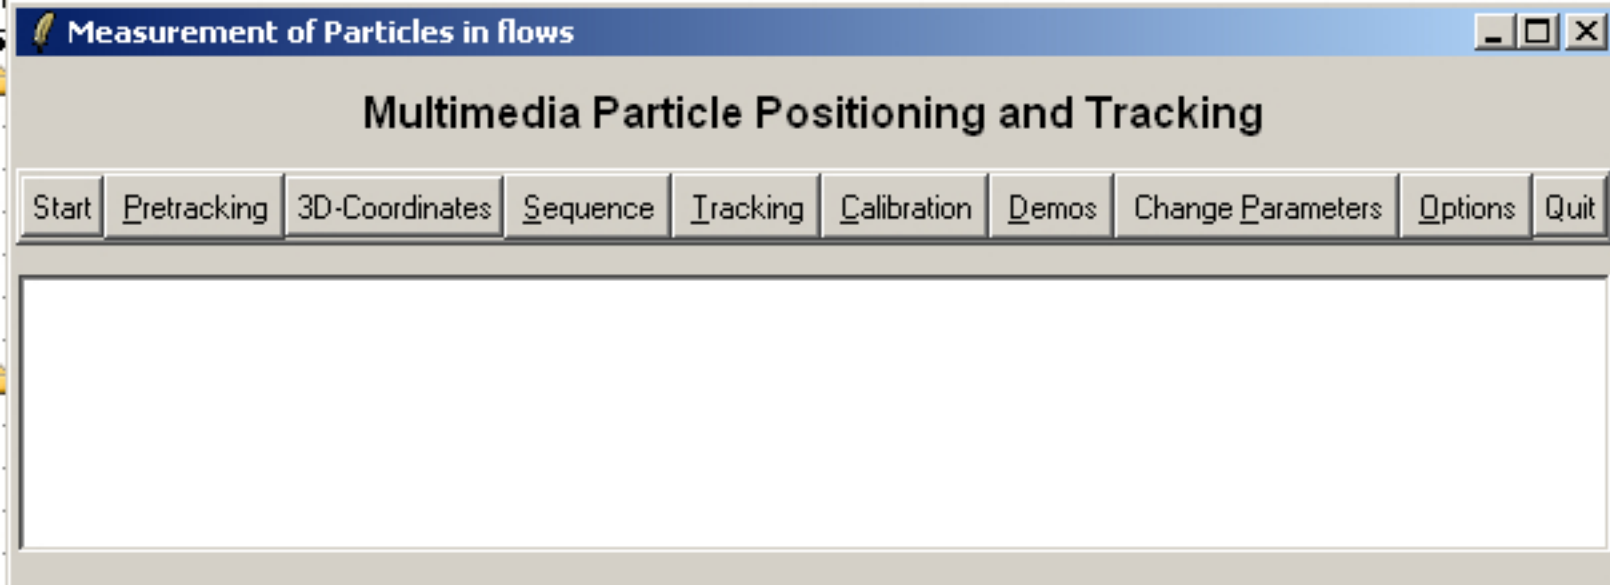 Measurement of Particles in flows
Multimedia Particle Positioning and Tracking
Start Pretracking 3D-Coordinates Sequence Tracking Calibration Demos Change Parameters Options Quit